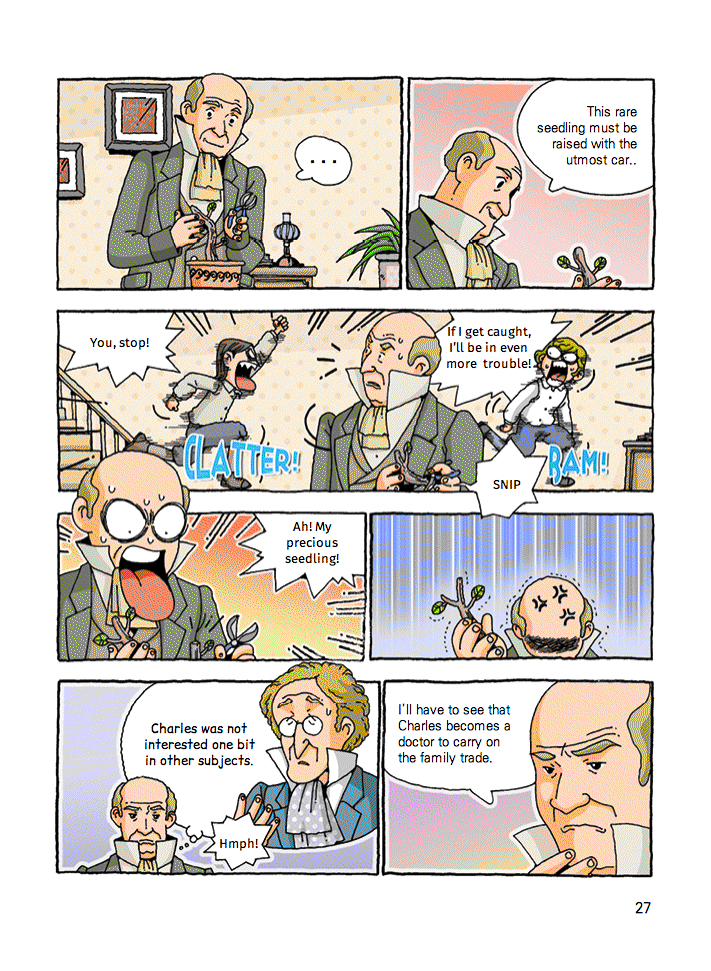 . . .
This rare
seedling must be
raised with the
utmost car..
You, stop!
If I get caught,
I'll be in even
more trouble!
CLATTER!
BAM!
SNIP
Ah! My
precious
seedling!
Charles was not
interested one bit
in other subjects.
Hmph!
I'll have to see that
Charles becomes a
doctor to carry on
the family trade.
27